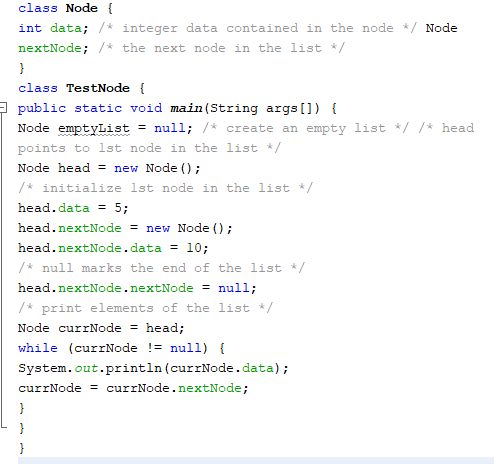 class Node {
int data; /* integer data contained in the node */ Node
nextNode; /* the next node in the list */
}
class TestNode {
public static void main(String args[]) {
Node emptyList = null; /* create an empty list */ /* head
points to lst node in the list */
Node head = new Node();
/* initialize lst node in the list */
head.data = 5;
head.nextNode = new Node();
head.nextNode.data = 10;
/* null marks the end of the list */
head.nextNode.nextNode = null;
/* print elements of the list */
Node currNode = head;
while (currNode != null) {
System.out.println(currNode.data);
currNode = currNode.nextNode;
}
}
}